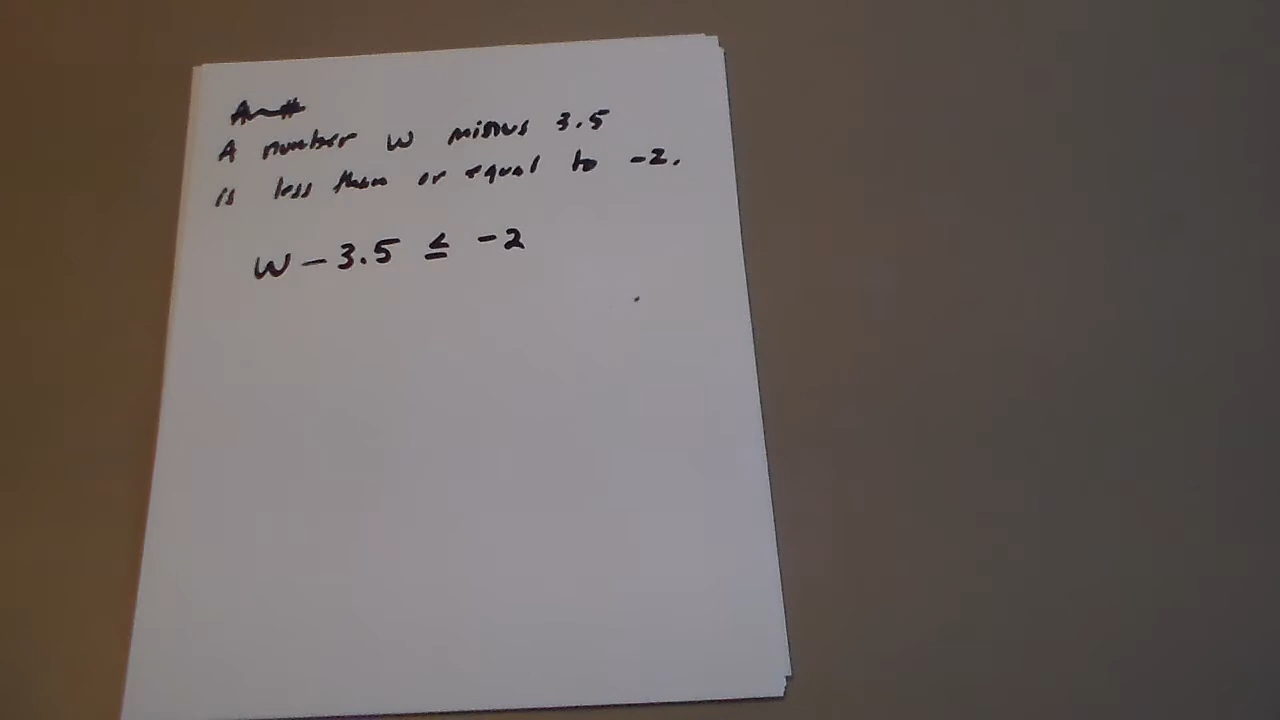 A number w minus 3.5
is less than or equal to -2.
w - 3.5 ≤ -2